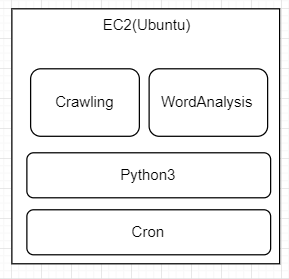 EC2(Ubuntu)
Crawling
WordAnalysis
Python3
Cron